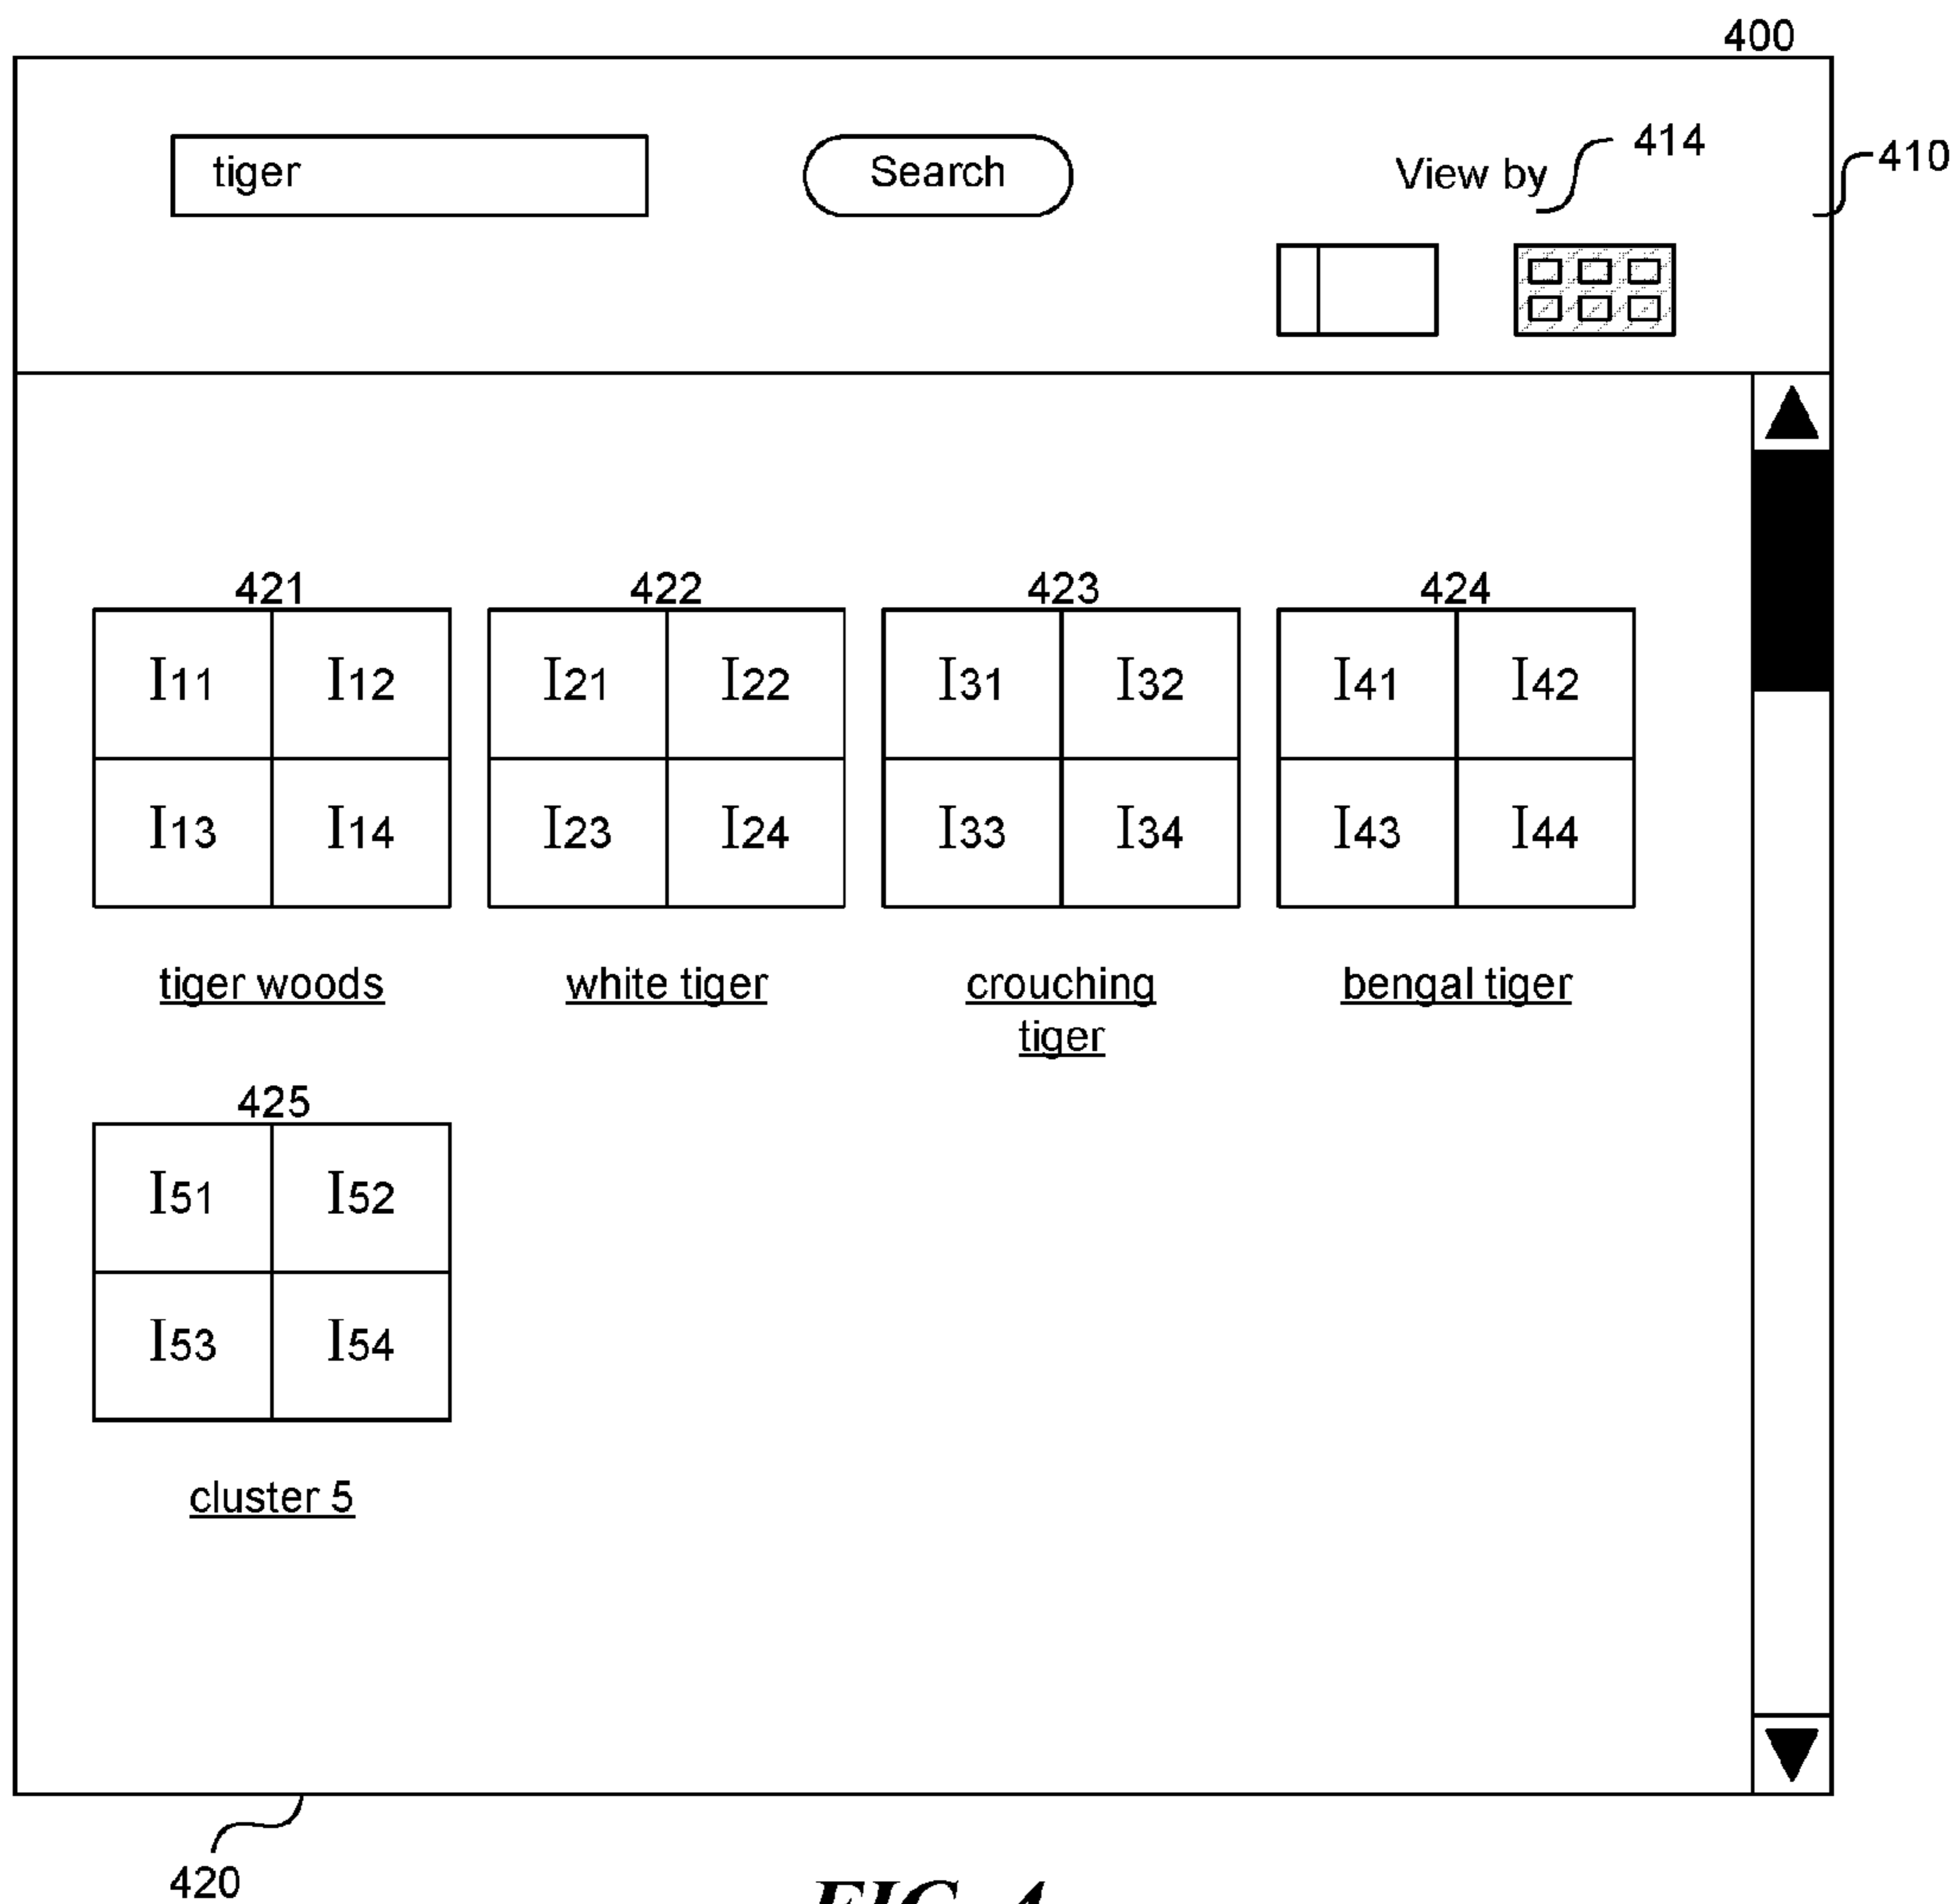 400
tiger
Search
View by
414
410
421
422
423
424
I11
I12
I21
I22
I31
I32
I41
I42
I13
I14
I23
I24
I33
I34
I43
I44
tiger woods
white tiger
crouching
tiger
bengal tiger
425
I51
I52
I53
I54
cluster 5
420
FIG. 4